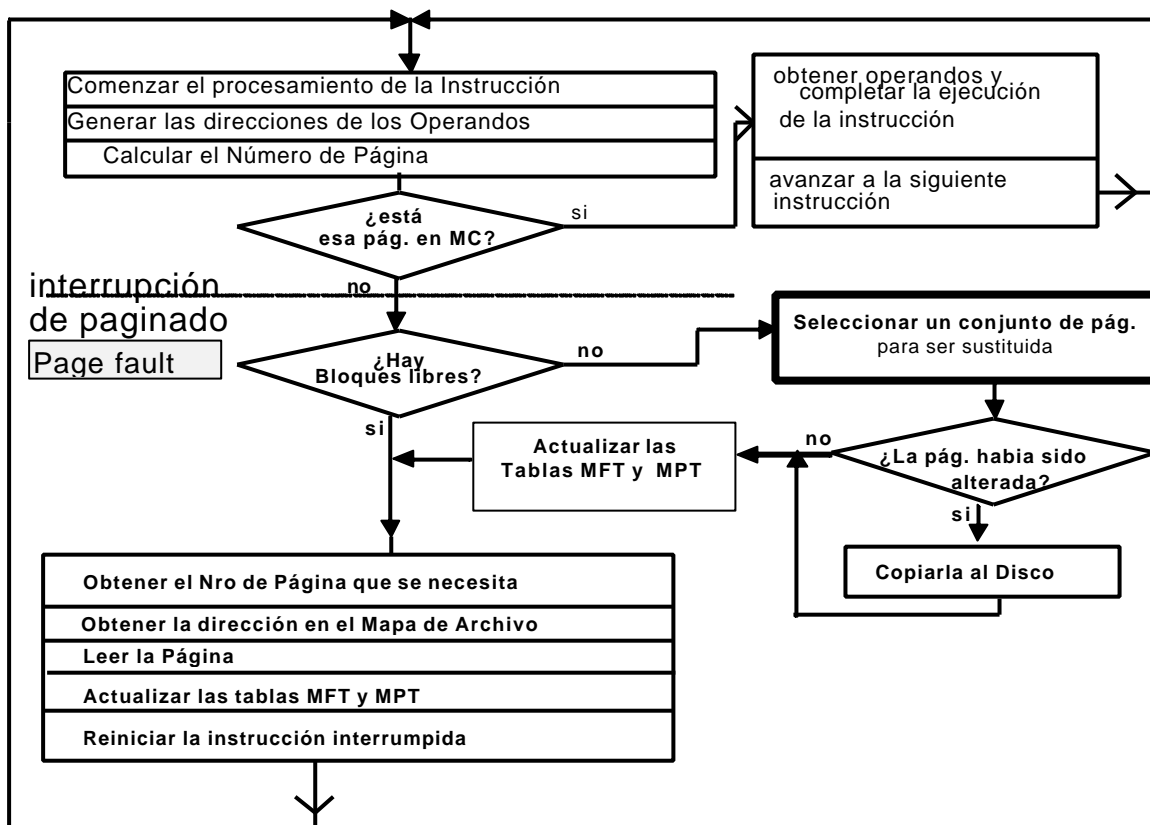 Comenzar el procesamiento de la Instrucción
Generar las direcciones de los Operandos
Calcular el Número de Página
obtener operandos y
completar la ejecución
de la instrucción
avanzar a la siguiente
instrucción
¿está
esa pág. en MC?
si
no
interrupción
de paginado
Page fault
¿Hay
Bloques libres?
no
si
Seleccionar un conjunto de pág.
para ser sustituida
¿La pág. habia sido
alterada?
no
si
Actualizar las
Tablas MFT y MPT
Copiarla al Disco
Obtener el Nro de Página que se necesita
Obtener la dirección en el Mapa de Archivo
Leer la Página
Actualizar las tablas MFT y MPT
Reiniciar la instrucción interrumpida